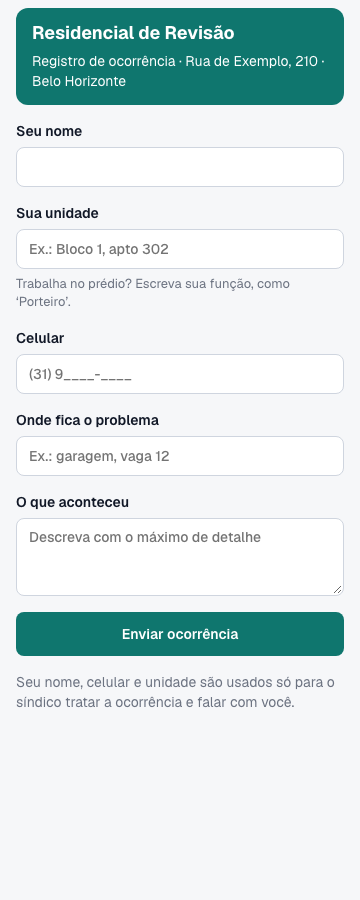 Residencial de Revisão
Registro de ocorrência · Rua de Exemplo, 210 ·
Belo Horizonte
Seu nome
Sua unidade
Ex.: Bloco 1, apto 302
Trabalha no prédio? Escreva sua função, como
‘Porteiro’.
Celular
(31) 9____-____
Onde fica o problema
Ex.: garagem, vaga 12
O que aconteceu
Descreva com o máximo de detalhe
Enviar ocorrência
Seu nome, celular e unidade são usados só para o
síndico tratar a ocorrência e falar com você.